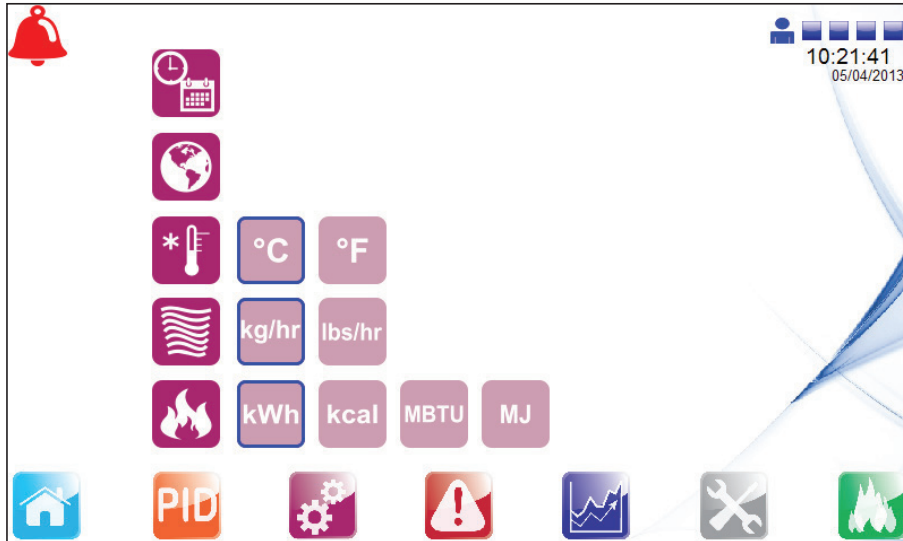 10:21:41
05/04/2013
°C °F
kg/hr lbs/hr
kWh kcal MBTU MJ
PID